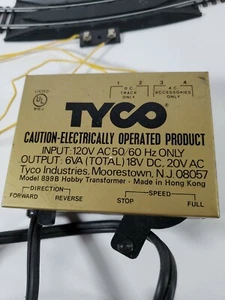 1 2 3 4
D.C. A.C.
TRACK ACCESSORIES
ONLY ONLY
LISTED
UL
TYCO
CAUTION-ELECTRICALLY OPERATED PRODUCT
INPUT: 120V AC 50/60 Hz ONLY
OUTPUT: 6VA (TOTAL) 18V DC, 20V AC
Tyco Industries, Moorestown, N.J. 08057
Model 899B Hobby Transformer - Made in Hong Kong
DIRECTION SPEED
FORWARD REVERSE STOP FULL